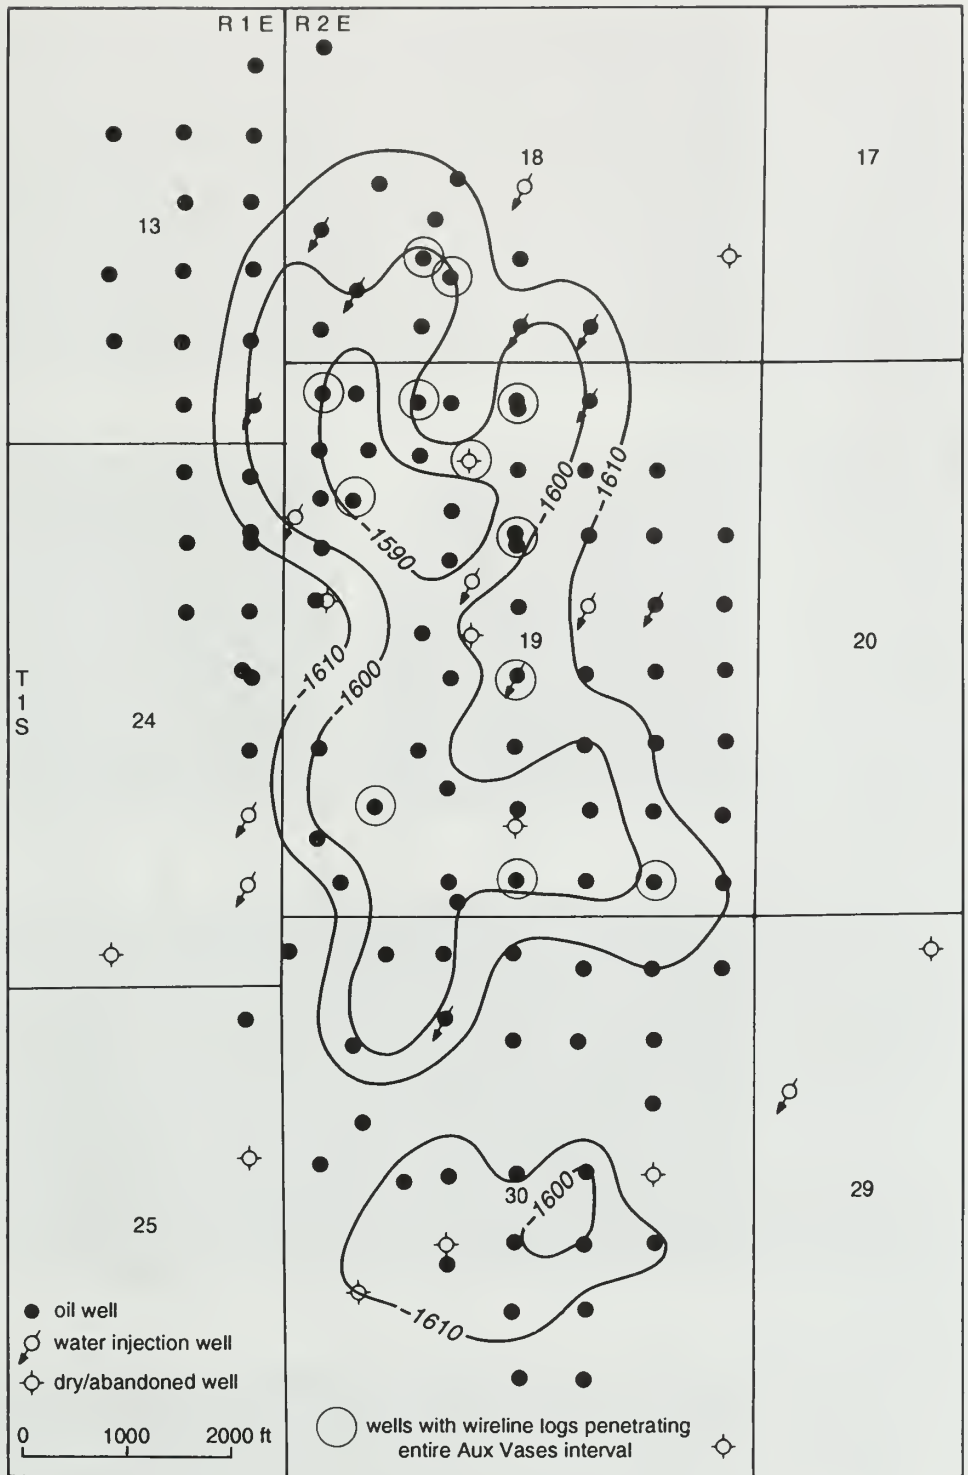 R 1 E R 2 E
18
17
13
-1600
-1610
-1590
19
20
-1610
-1600
T
1
S
24
30
-1600
29
25
-1610
oil well
water injection well
dry/abandoned well
0 1000 2000 ft
wells with wireline logs penetrating
entire Aux Vases interval